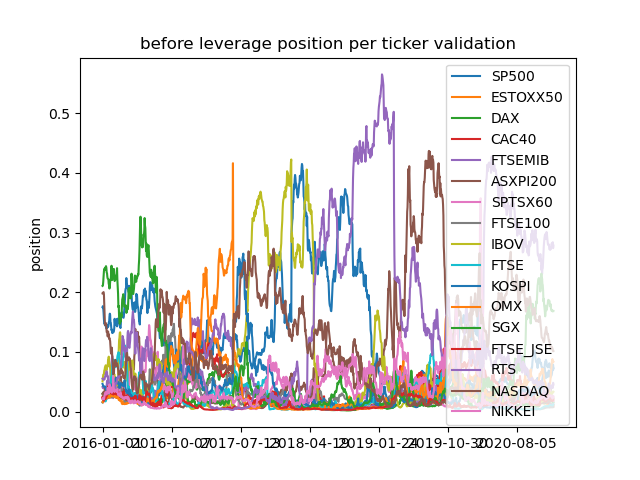 before leverage position per ticker validation
position
0.5
0.4
0.3
0.2
0.1
0.0
2016-01-01
2016-10-07
2017-07-13
2018-04-19
2019-01-24
2019-10-30
2020-08-05
SP500
ESTOXX50
DAX
CAC40
FTSEMIB
ASXPI200
SPTSX60
FTSE100
IBOV
FTSE
KOSPI
OMX
SGX
FTSE_JSE
RTS
NASDAQ
NIKKEI